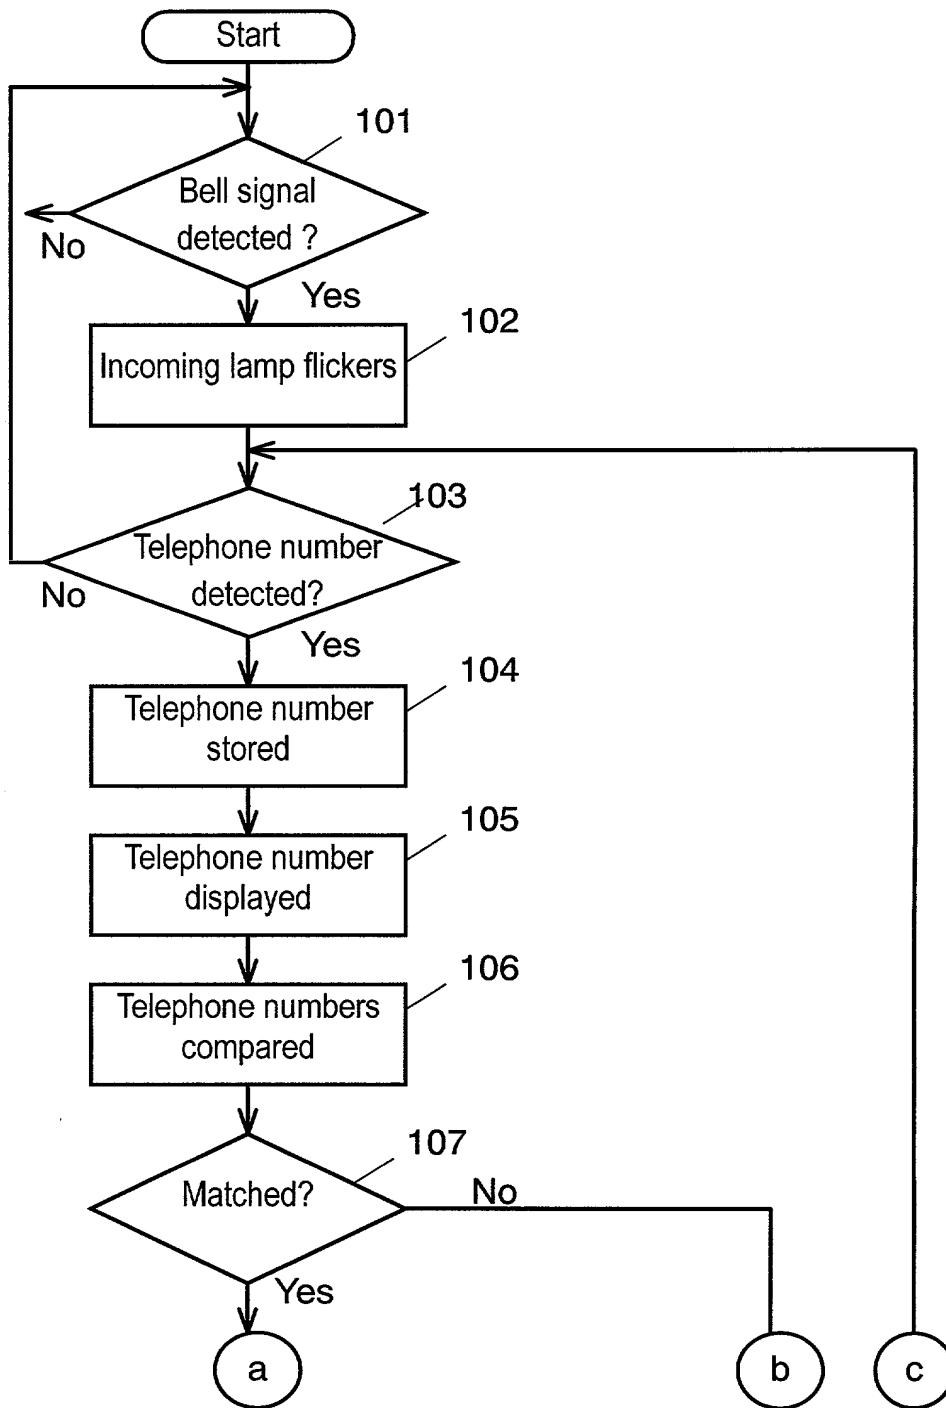 Start
101
Bell signal
detected ?
No
Yes
102
Incoming lamp flickers
103
Telephone number
detected?
No
Yes
104
Telephone number
stored
105
Telephone number
displayed
106
Telephone numbers
compared
107
Matched?
No
Yes
a
b
c